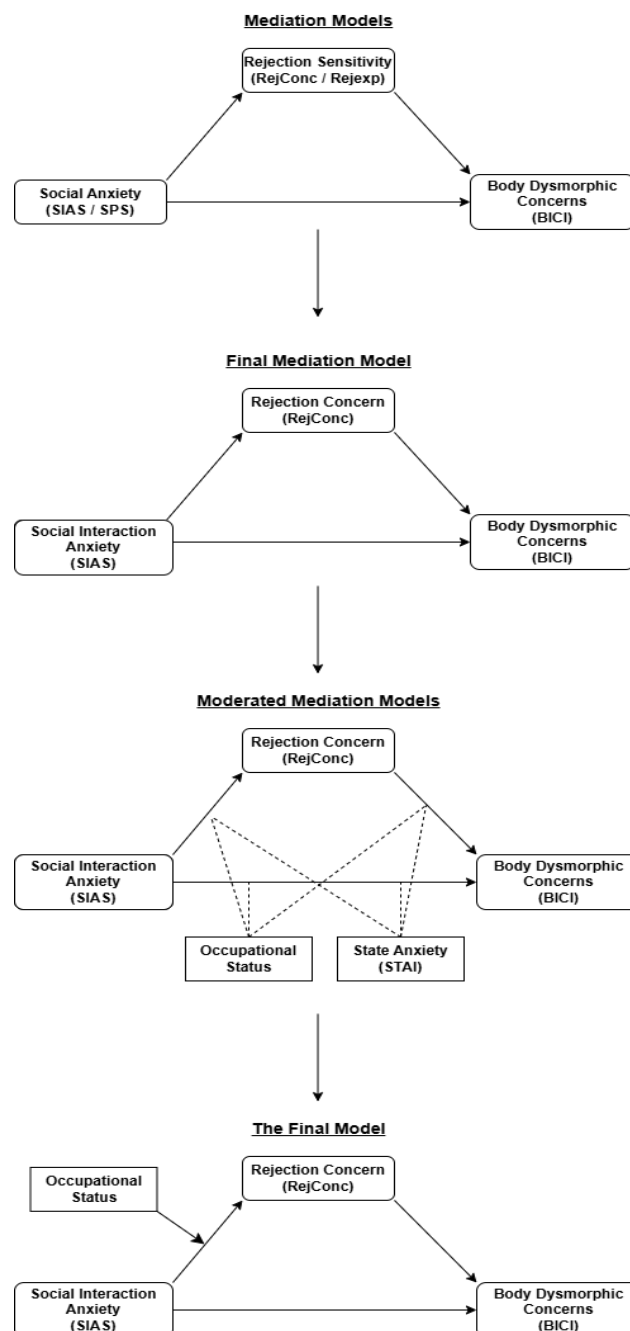 Mediation Models
Rejection Sensitivity
(RejConc / Rejexp)
Social Anxiety
(SIAS / SPS)
Body Dysmorphic
Concerns
(BICI)
Final Mediation Model
Rejection Concern
(RejConc)
Social Interaction
Anxiety
(SIAS)
Body Dysmorphic
Concerns
(BICI)
Moderated Mediation Models
Rejection Concern
(RejConc)
Social Interaction
Anxiety
(SIAS)
Body Dysmorphic
Concerns
(BICI)
Occupational
Status
State Anxiety
(STAI)
The Final Model
Occupational
Status
Rejection Concern
(RejConc)
Social Interaction
Anxiety
(SIAS)
Body Dysmorphic
Concerns
(BICI)